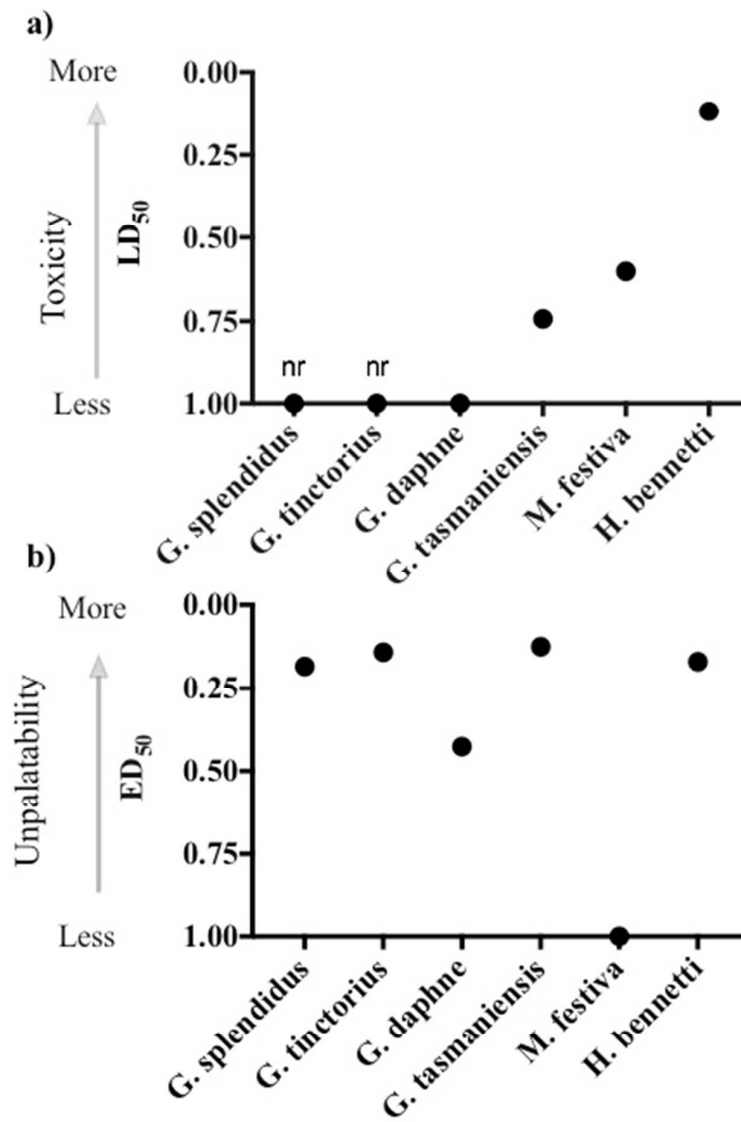 a)
More
Toxicity
Less
LD50
0.00
0.25
0.50
0.75
1.00
nr
nr
G. splendidus
G. tinctorius
G. daphne
G. tasmaniensis
M. festiva
H. bennetti
b)
More
Unpalatability
Less
ED50
0.00
0.25
0.50
0.75
1.00
G. splendidus
G. tinctorius
G. daphne
G. tasmaniensis
M. festiva
H. bennetti